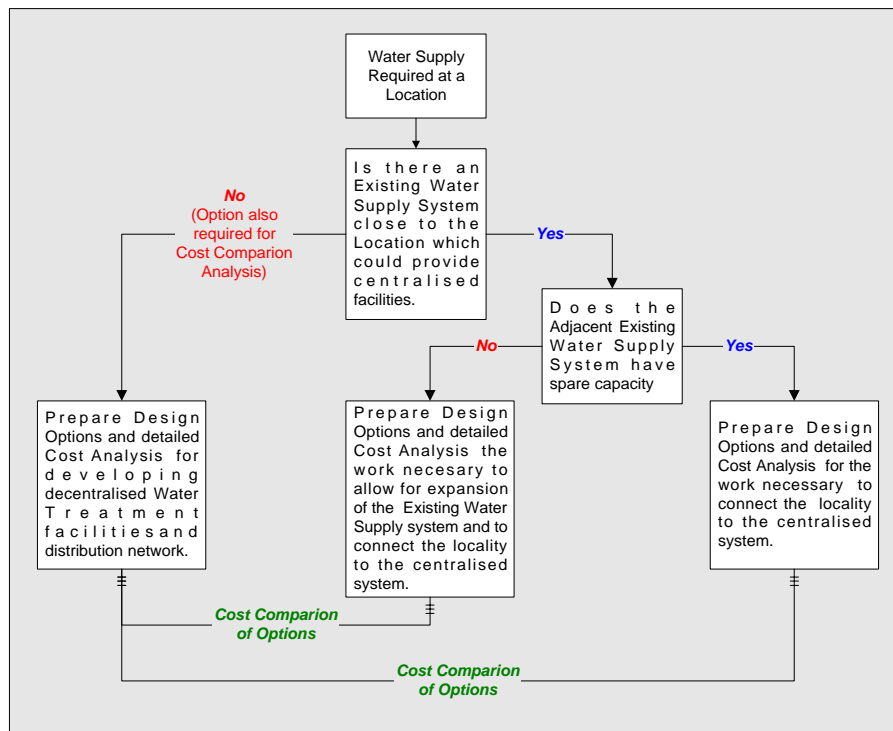 Water Supply
Required at a
Location
Is there an
Existing Water
Supply System
close to the
Location which
could provide
centralised
facilities.
No
(Option also
required for
Cost Comparion
Analysis)
Yes
Does the
Adjacent Existing
Water Supply
System have
spare capacity
No
Yes
Prepare Design
Options and detailed
Cost Analysis for
developing
decentralised Water
Treatment
facilitiesand
distribution network.
Prepare Design
Options and detailed
Cost Analysis the
work necesary to
allow for expansion
of the Existing Water
Supply system and to
connect the locality
to the centralised
system.
Prepare Design
Options and detailed
Cost Analysis for the
work necessary to
connect the locality
to the centralised
system.
Cost Comparion
of Options
Cost Comparion
of Options